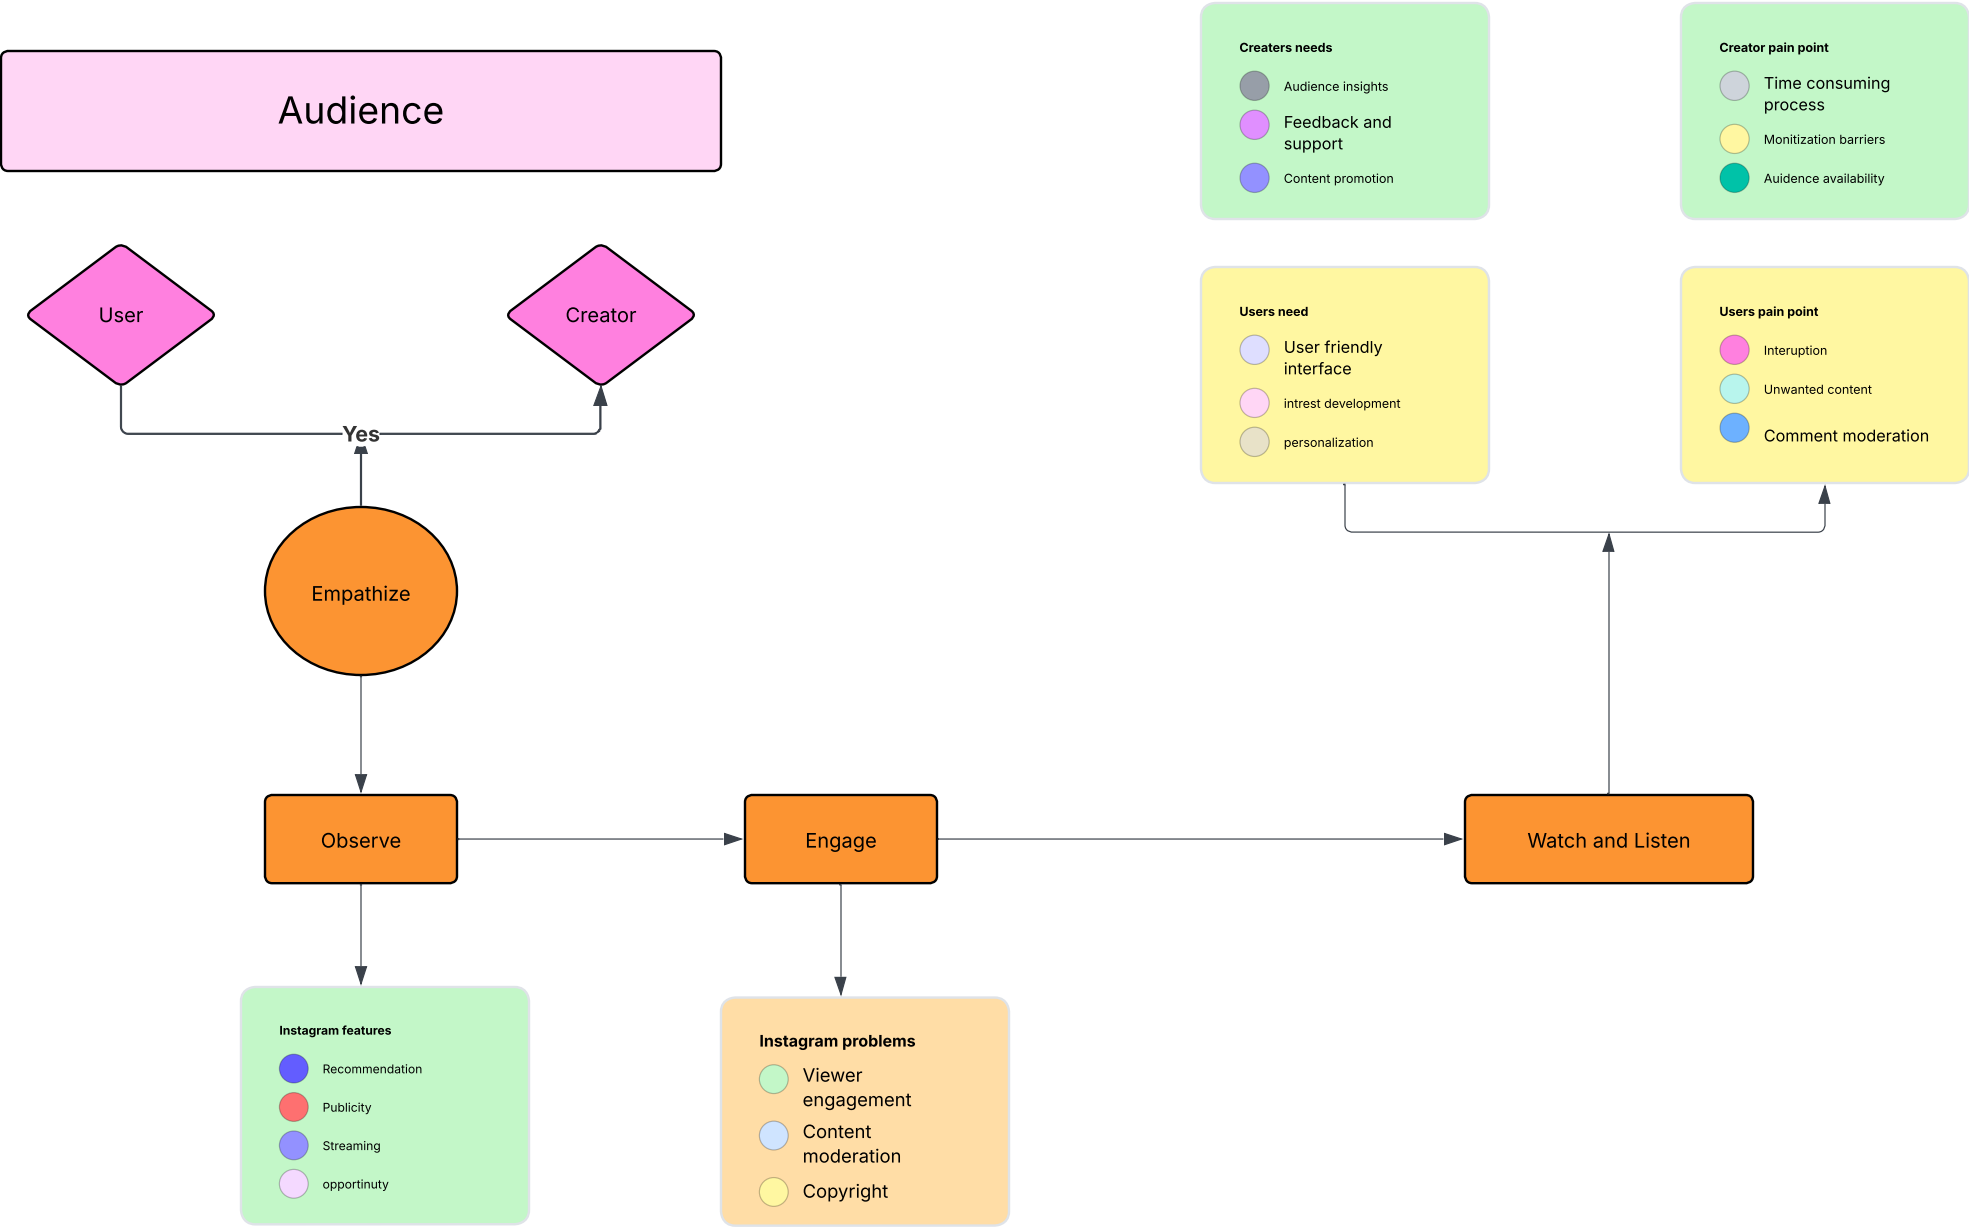 Audience
User
Creator
Yes
Empathize
Observe
Engage
Watch and Listen
Creaters needs
Audience insights
Feedback and
support
Content promotion
Creator pain point
Time consuming
process
Monitization barriers
Auidence availability
Users need
User friendly
interface
intrest development
personalization
Users pain point
Interuption
Unwanted content
Comment moderation
Instagram features
Recommendation
Publicity
Streaming
opportinuty
Instagram problems
Viewer
engagement
Content
moderation
Copyright